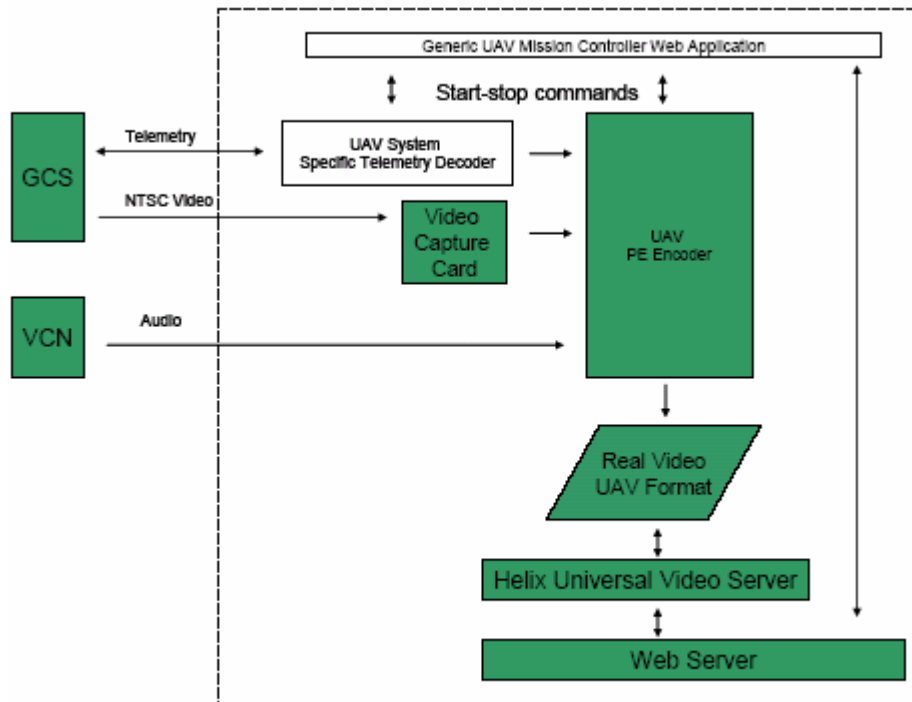 Generic UAV Mission Controller Web Application
Start-stop commands
GCS
Telemetry
UAV System
Specific Telemetry Decoder
NTSC Video
Video
Capture
Card
UAV
PE Encoder
VCN
Audio
Real Video
UAV Format
Helix Universal Video Server
Web Server